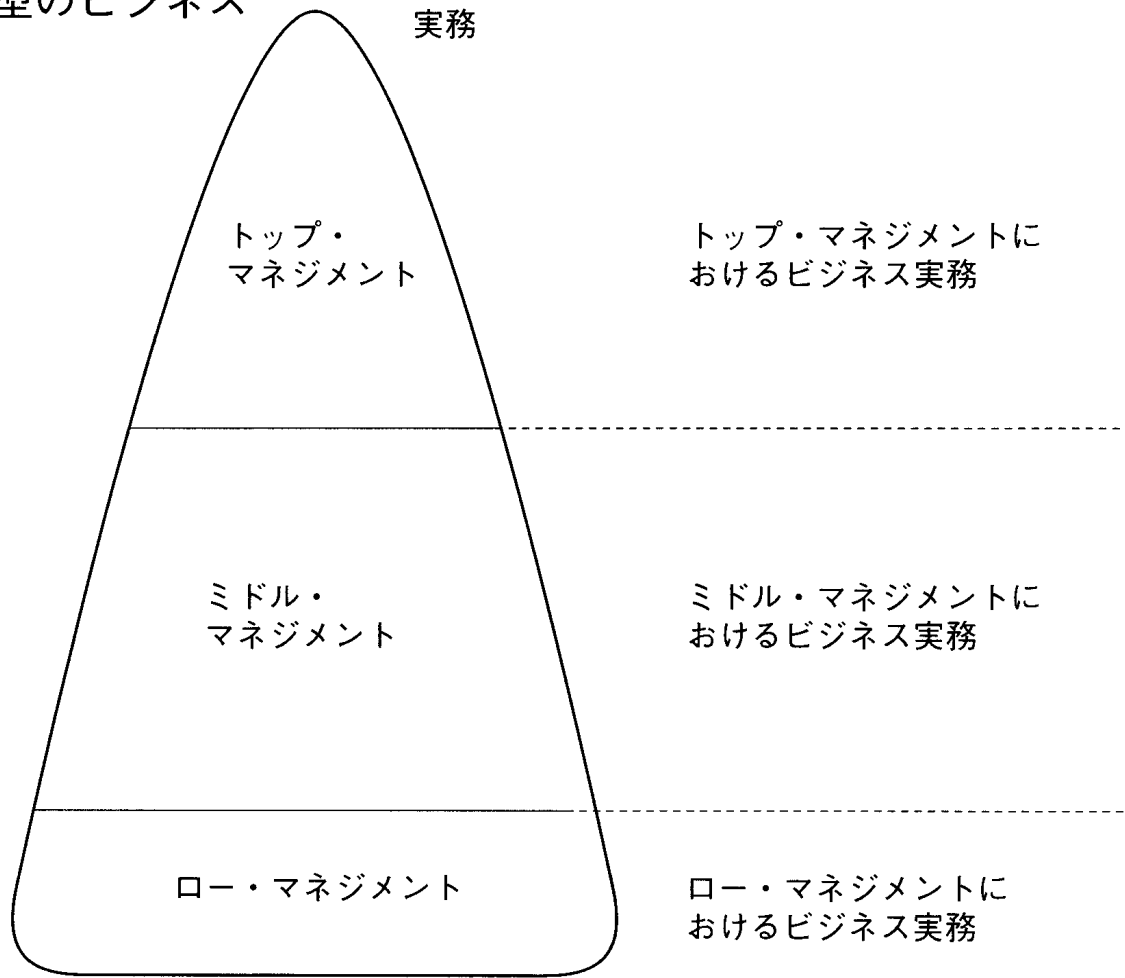 型のビジネス
実務
トップ・
マネジメント
トップ・マネジメントに
おけるビジネス実務
ミドル・
マネジメント
ミドル・マネジメントに
おけるビジネス実務
ロー・マネジメント
ロー・マネジメントに
おけるビジネス実務